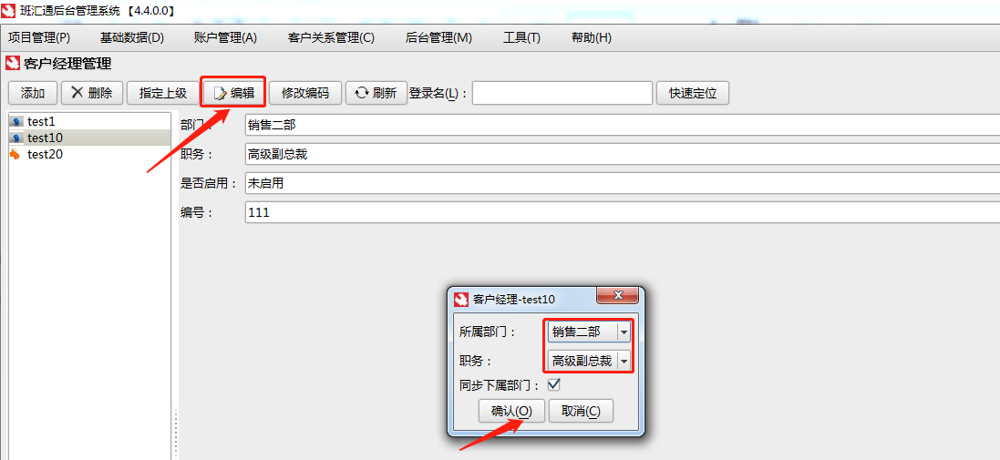 班汇通后台管理系统 【4.4.0.0】
项目管理(P) 基础数据(D) 账户管理(A) 客户关系管理(C) 后台管理(M) 工具(T) 帮助(H)
客户经理管理
添加 删除 指定上级 编辑 修改编码 刷新 登录名(L)： 快速定位
test1
test10
test20
部门： 销售二部
职务： 高级副总裁
是否启用： 未启用
编号： 111
客户经理-test10
所属部门： 销售二部
职务： 高级副总裁
同步下属部门：
确认(O) 取消(C)